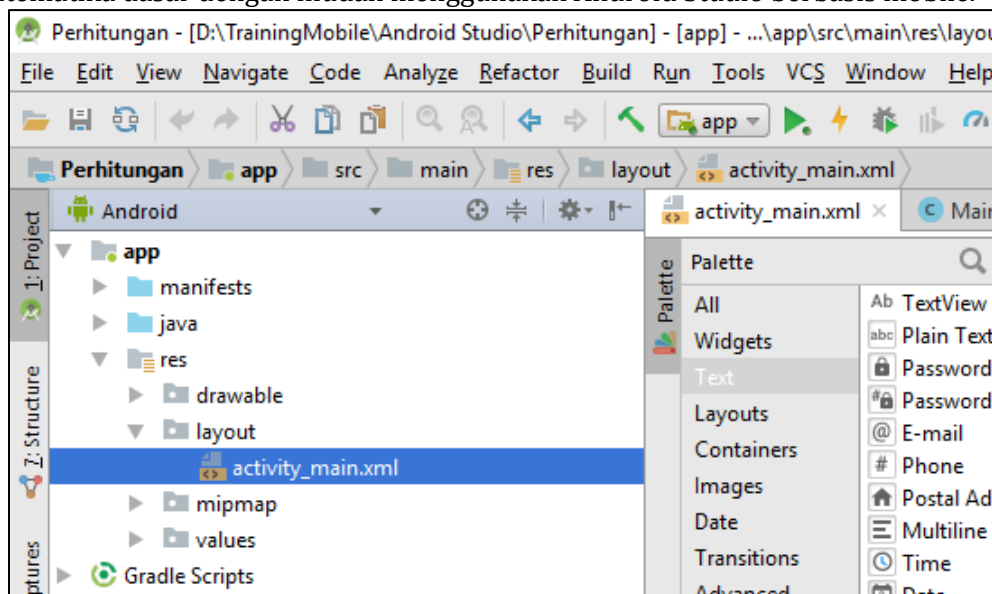 Perhitungan - [D:\TrainingMobile\Android Studio\Perhitungan] - [app] - ...\app\src\main\res\layou
File Edit View Navigate Code Analyze Refactor Build Run Tools VCS Window Help
app
Perhitungan app src main res layout activity_main.xml
Android
activity_main.xml
Main
1: Project
7: Structure
ptures
app
manifests
java
res
drawable
layout
activity_main.xml
mipmap
values
Gradle Scripts
Palette
Palette
All
Widgets
Text
Layouts
Containers
Images
Date
Transitions
Advanced
Ab TextView
abc Plain Text
Password
# Password
@ E-mail
# Phone
Postal Ad
Multiline
Time
Date